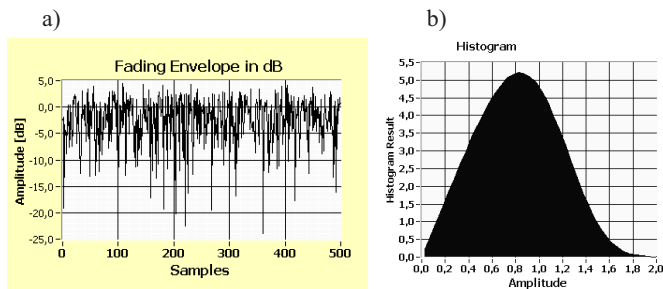 a)
Fading Envelope in dB
Amplitude [dB]
5,0
0,0
-5,0
-10,0
-15,0
-20,0
-25,0
0 100 200 300 400 500
Samples
b)
Histogram
Histogram Result
5,5
5,0
4,5
4,0
3,5
3,0
2,5
2,0
1,5
1,0
0,5
0,0
0,0 0,2 0,4 0,6 0,8 1,0 1,2 1,4 1,6 1,8 2,0
Amplitude